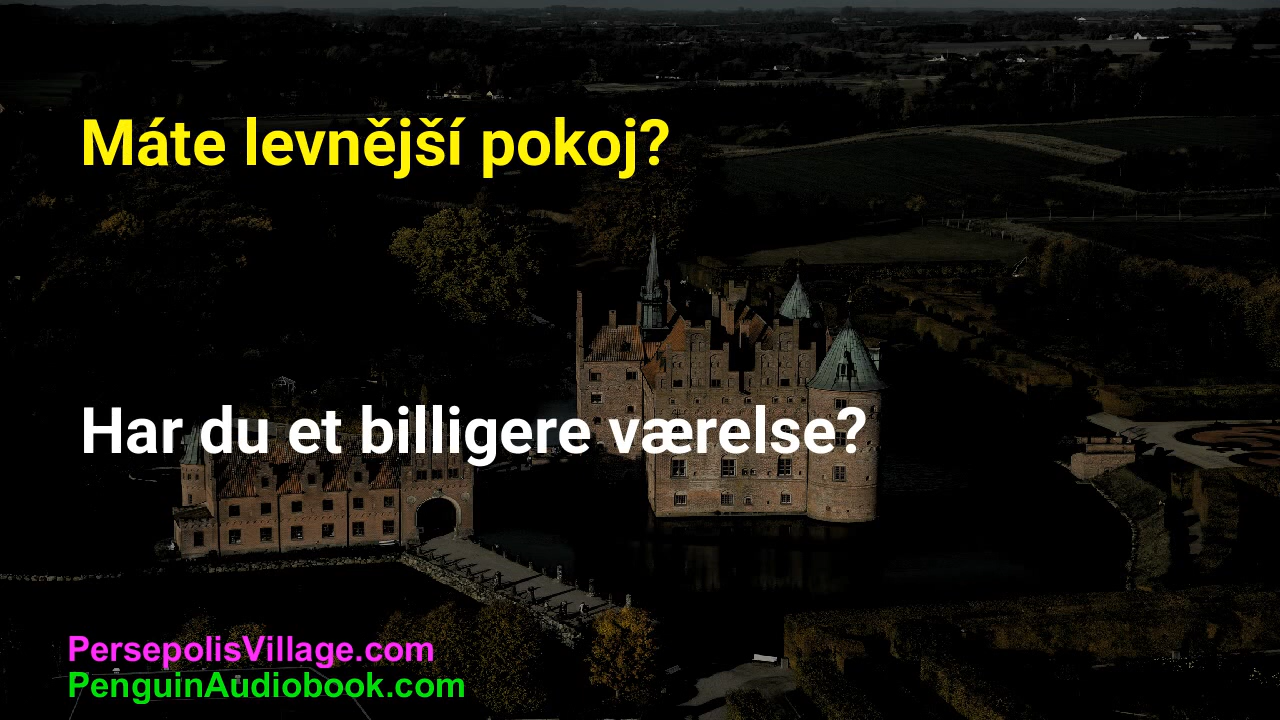 Máte levnější pokoj?
Har du et billigere værelse?
PersepolisVillage.com
PenguinAudiobook.com